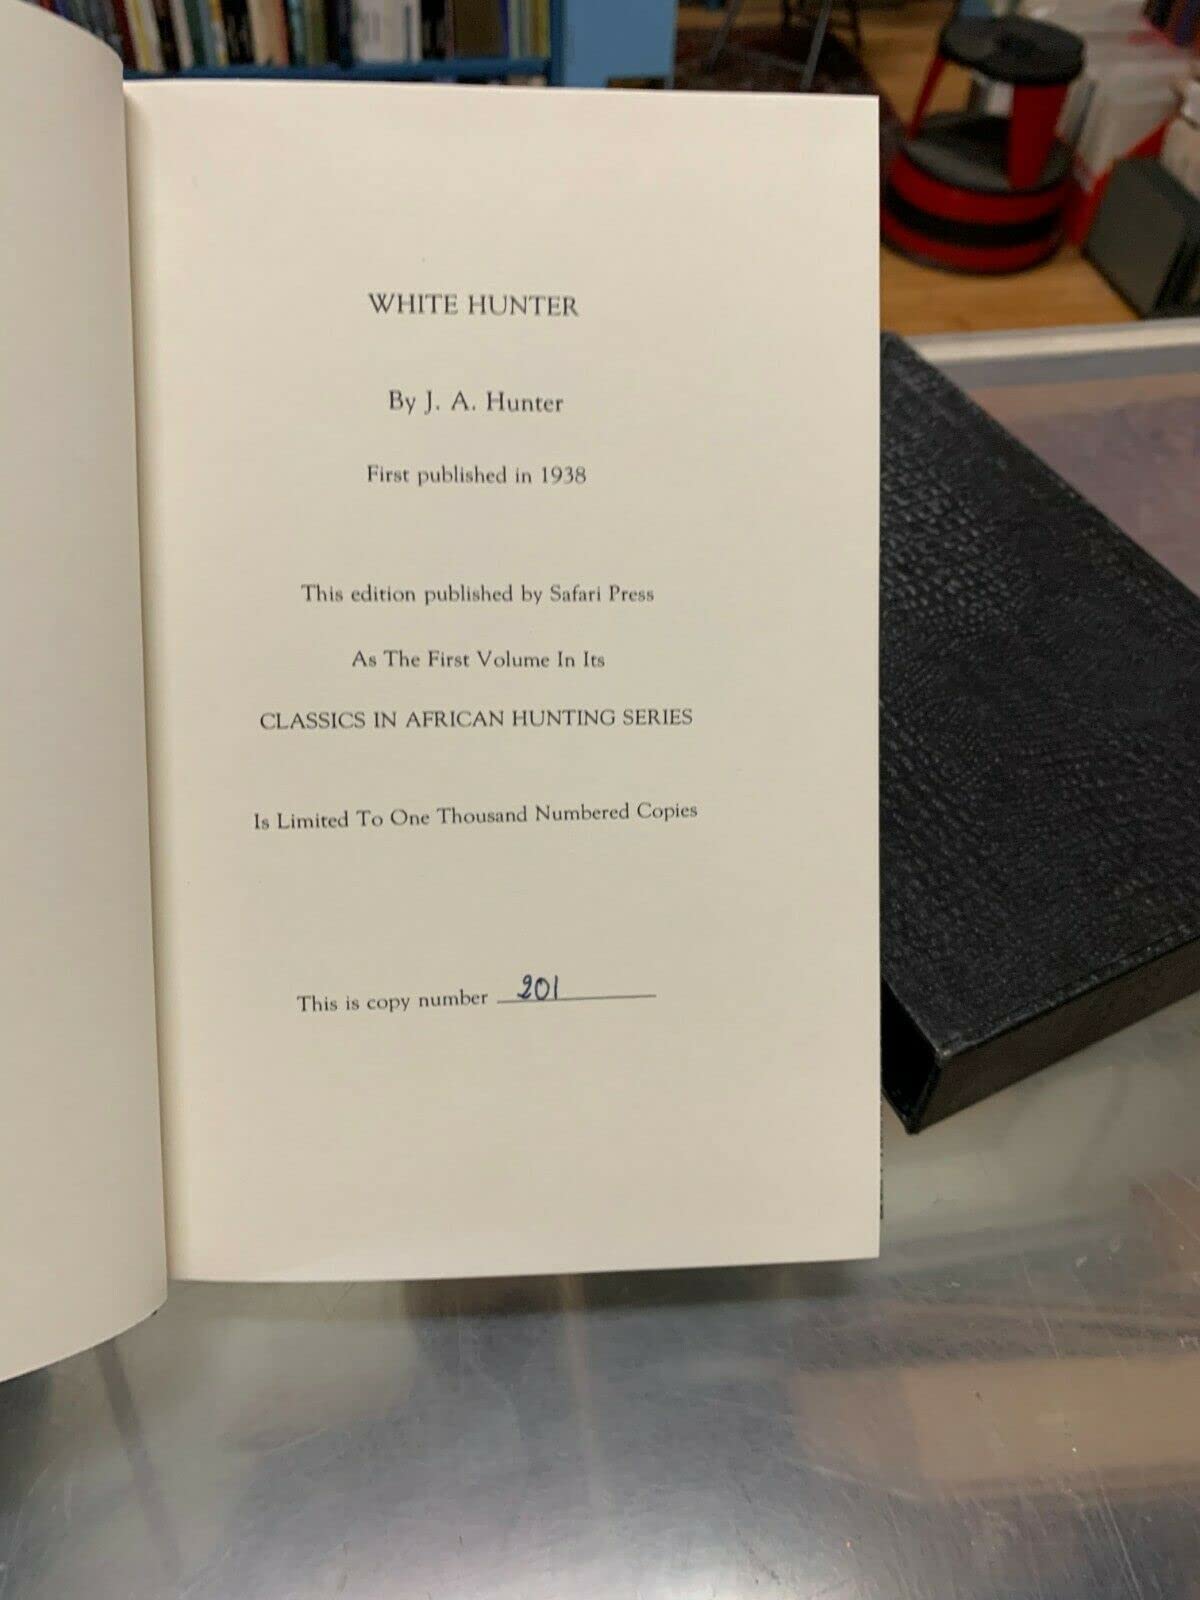 WHITE HUNTER
By J. A. Hunter
First published in 1938
This edition published by Safari Press
As The First Volume In Its
CLASSICS IN AFRICAN HUNTING SERIES
Is Limited To One Thousand Numbered Copies
This is copy number 201